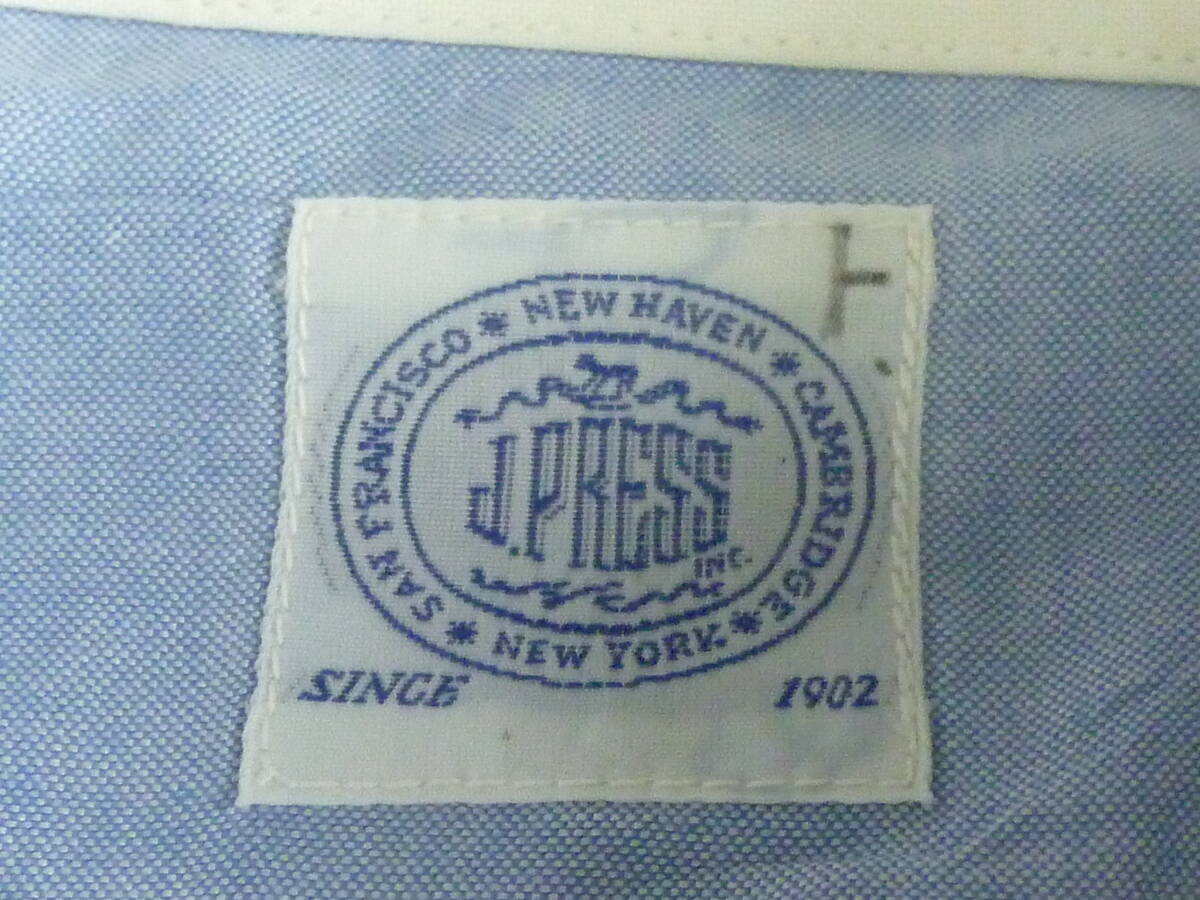 SAN FRANCISCO * NEW HAVEN * CAMBRIDGE * NEW YORK *
J.PRESS
INC.
SINCE 1902